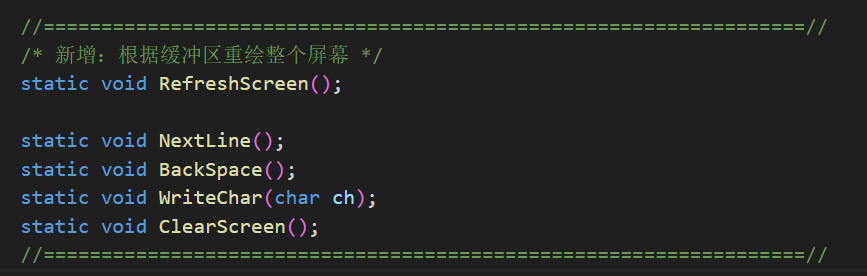 //==================================================================//
/* 新增：根据缓冲区重绘整个屏幕 */
static void RefreshScreen();
static void NextLine();
static void BackSpace();
static void WriteChar(char ch);
static void ClearScreen();
//==================================================================//